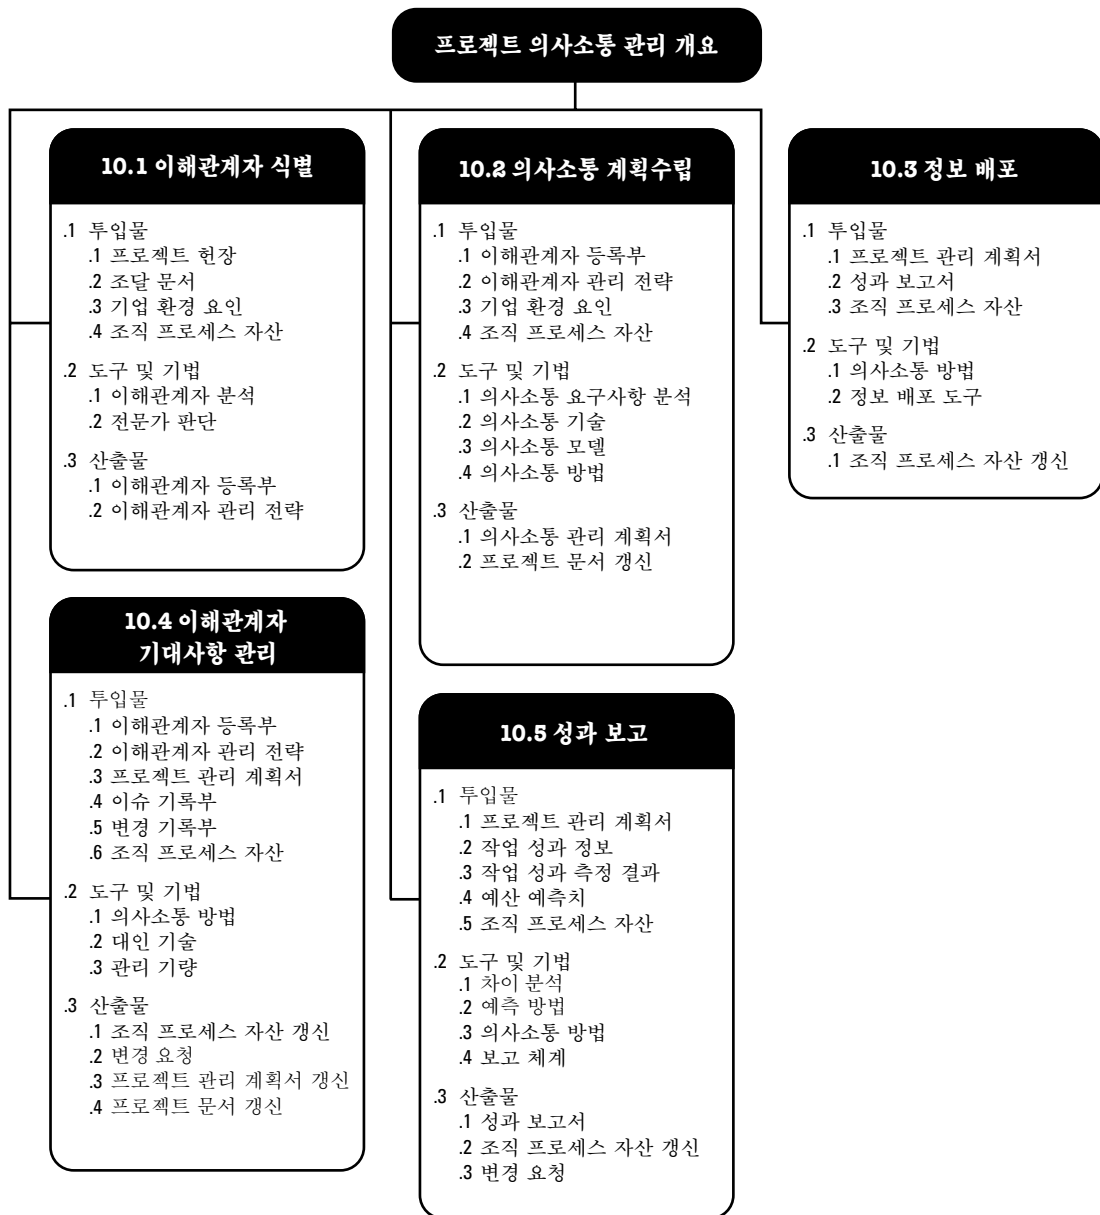 프로젝트 의사소통 관리 개요
10.1 이해관계자 식별
.1 투입물
.1 프로젝트 헌장
.2 조달 문서
.3 기업 환경 요인
.4 조직 프로세스 자산
.2 도구 및 기법
.1 이해관계자 분석
.2 전문가 판단
.3 산출물
.1 이해관계자 등록부
.2 이해관계자 관리 전략
10.2 의사소통 계획수립
.1 투입물
.1 이해관계자 등록부
.2 이해관계자 관리 전략
.3 기업 환경 요인
.4 조직 프로세스 자산
.2 도구 및 기법
.1 의사소통 요구사항 분석
.2 의사소통 기술
.3 의사소통 모델
.4 의사소통 방법
.3 산출물
.1 의사소통 관리 계획서
.2 프로젝트 문서 갱신
10.3 정보 배포
.1 투입물
.1 프로젝트 관리 계획서
.2 성과 보고서
.3 조직 프로세스 자산
.2 도구 및 기법
.1 의사소통 방법
.2 정보 배포 도구
.3 산출물
.1 조직 프로세스 자산 갱신
10.4 이해관계자
기대사항 관리
.1 투입물
.1 이해관계자 등록부
.2 이해관계자 관리 전략
.3 프로젝트 관리 계획서
.4 이슈 기록부
.5 변경 기록부
.6 조직 프로세스 자산
.2 도구 및 기법
.1 의사소통 방법
.2 대인 기술
.3 관리 기량
.3 산출물
.1 조직 프로세스 자산 갱신
.2 변경 요청
.3 프로젝트 관리 계획서 갱신
.4 프로젝트 문서 갱신
10.5 성과 보고
.1 투입물
.1 프로젝트 관리 계획서
.2 작업 성과 정보
.3 작업 성과 측정 결과
.4 예산 예측치
.5 조직 프로세스 자산
.2 도구 및 기법
.1 차이 분석
.2 예측 방법
.3 의사소통 방법
.4 보고 체계
.3 산출물
.1 성과 보고서
.2 조직 프로세스 자산 갱신
.3 변경 요청